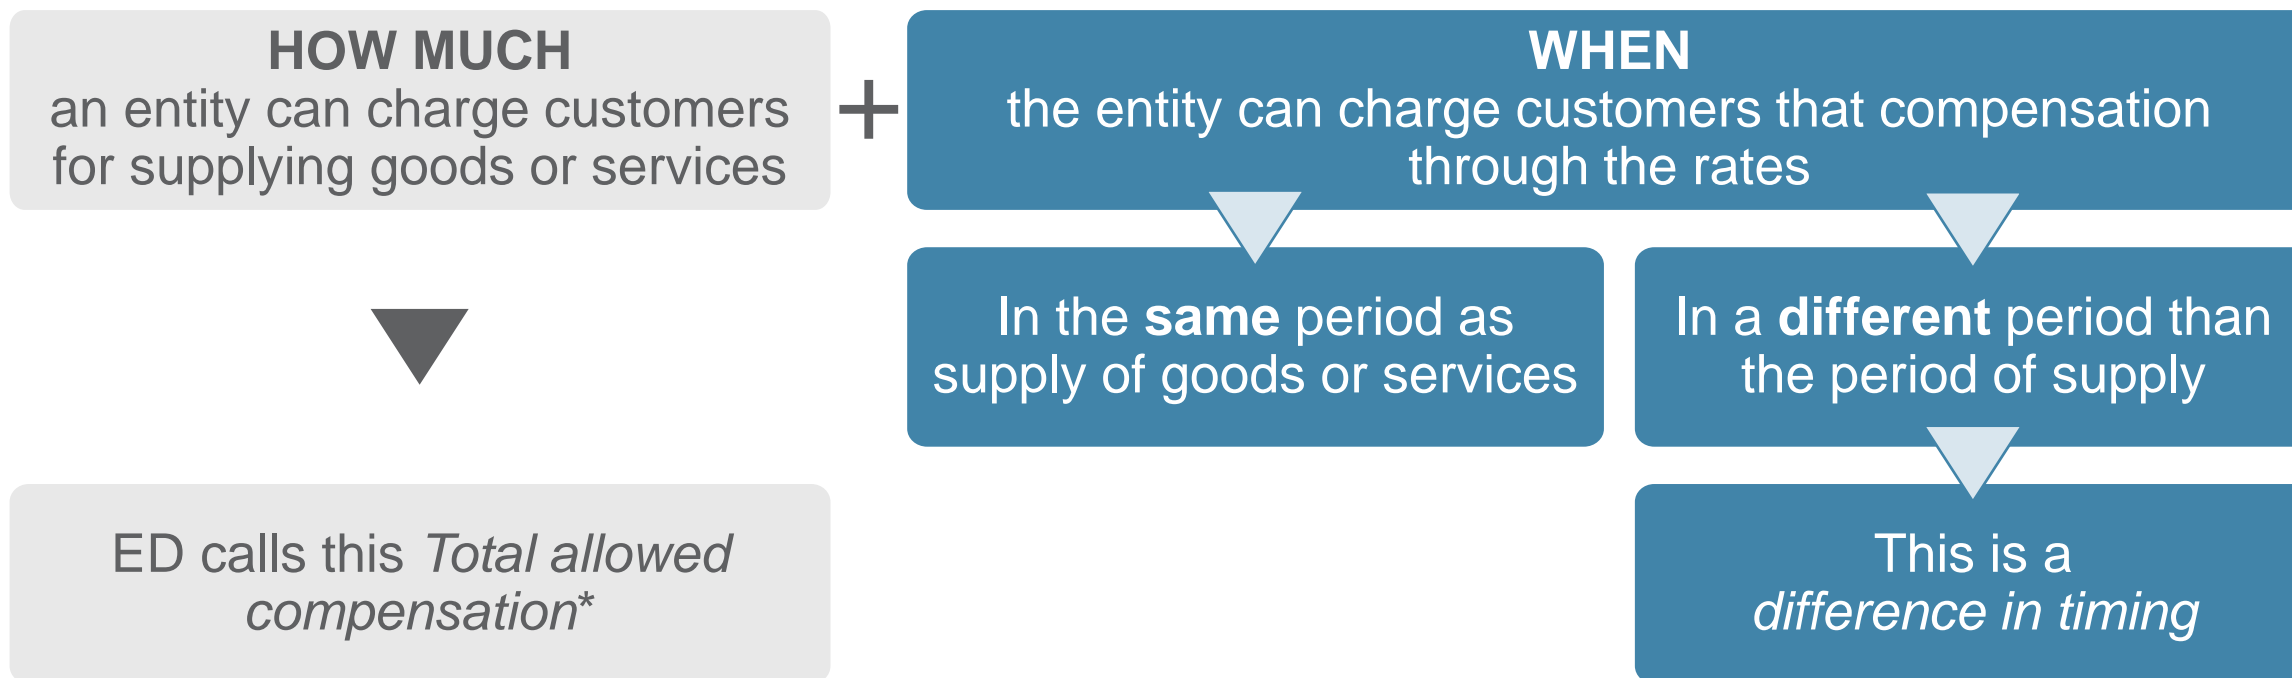 HOW MUCH
an entity can charge customers
for supplying goods or services
+
WHEN
the entity can charge customers that compensation
through the rates
In the same period as
supply of goods or services
In a different period than
the period of supply
ED calls this Total allowed
compensation*
This is a
difference in timing